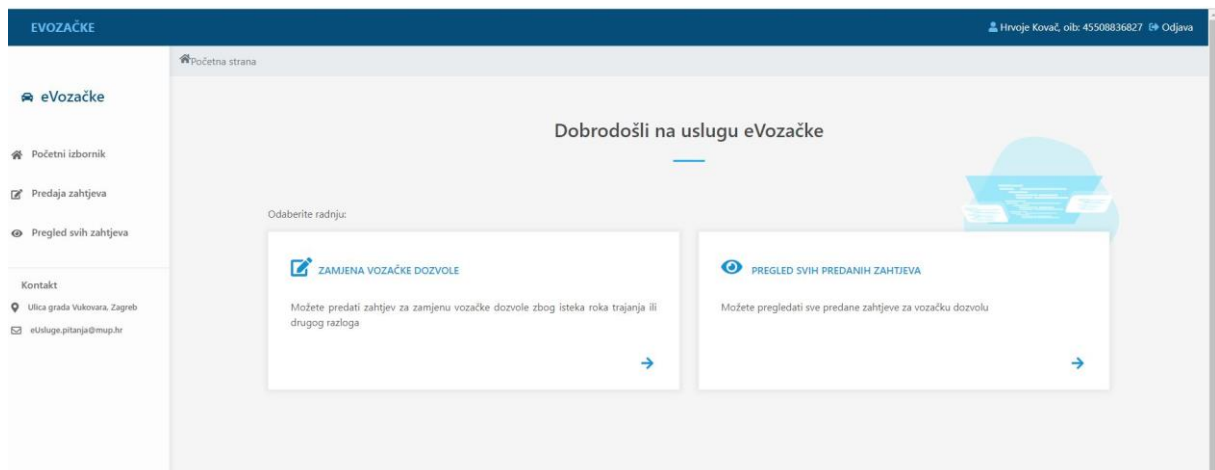 EVOZAČKE
Hrvoje Kovač, oib: 45508836827 Odjava
Početna strana
eVozačke
Početni izbornik
Predaja zahtjeva
Pregled svih zahtjeva
Kontakt
Ulica grada Vukovara, Zagreb
eUsluge.pitanja@mup.hr
Dobrodošli na uslugu eVozačke
Odaberite radnju:
ZAMJENA VOZAČKE DOZVOLE
Možete predati zahtjev za zamjenu vozačke dozvole zbog isteka roka trajanja ili
drugog razloga
PREGLED SVIH PREDANIH ZAHTJEVA
Možete pregledati sve predane zahtjeve za vozačku dozvolu